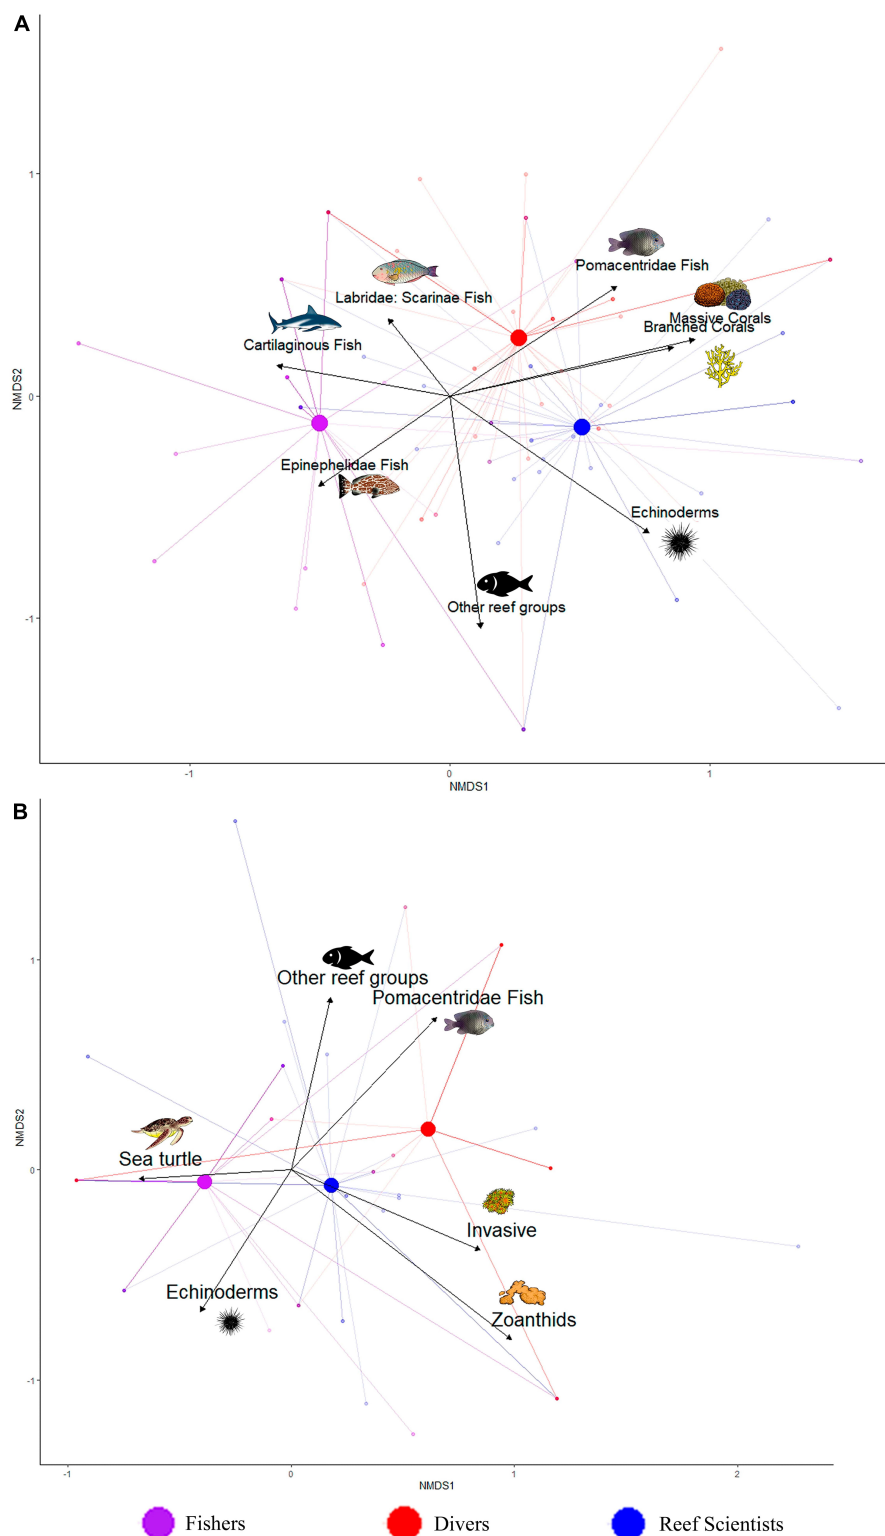 A
1
Pomacentridae Fish
Labridae: Scarinae Fish
Massive Corals
Branched Corals
Cartilaginous Fish
NMDS2
0
Epinephelidae Fish
Echinoderms
Other reef groups
-1
-1
0
1
NMDS1
B
1
Other reef groups
Pomacentridae Fish
NMDS2
Sea turtle
0
Invasive
Echinoderms
Zoanthids
-1
-1
0
1
2
NMDS1
Fishers
Divers
Reef Scientists